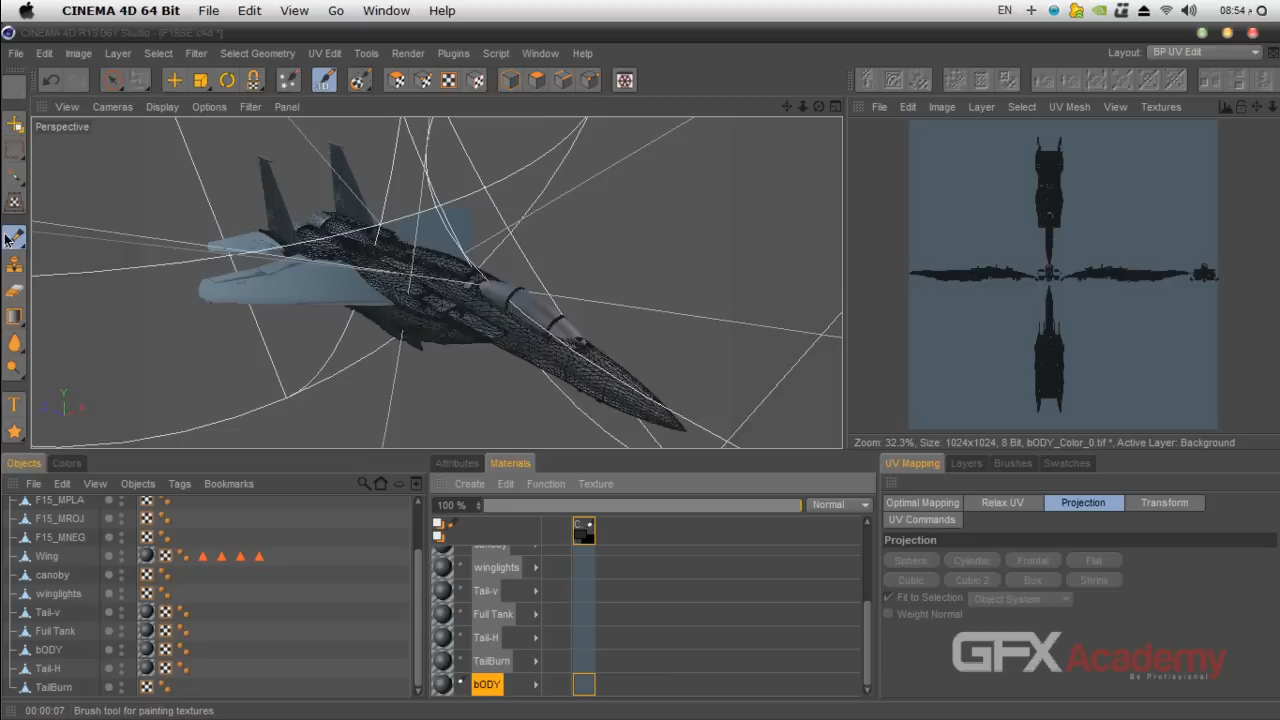 CINEMA 4D 64 Bit File Edit View Go Window Help EN 08:54 م
CINEMA 4D R13.061 Studio - [F15SE.c4d *]
File Edit Image Layer Select Filter Select Geometry UV Edit Tools Render Plugins Script Window Help Layout: BP UV Edit
3D
View Cameras Display Options Filter Panel File Edit Image Layer Select UV Mesh View Textures
Perspective
Y
Zoom: 32.3%, Size: 1024x1024, 8 Bit, bODY_Color_0.tif *, Active Layer: Background
T
Objects Colors Attributes Materials UV Mapping Layers Brushes Swatches
File Edit View Objects Tags Bookmarks Create Edit Function Texture
100 % Normal
Optimal Mapping Relax UV Projection Transform
UV Commands
Projection
Sphere Cylinder Frontal Flat
Cubic Cubic 2 Box Shrink
Fit to Selection Object System
Weight Normal
F15_MPLA
F15_MROJ
F15_MNEG
Wing
canoby
winglights
Tail-v
Fuil Tank
bODY
Tail-H
TailBurn
C
winglights
Tail-v
Fuil Tank
Tail-H
TailBurn
bODY
GFX Academy
Be Profissional
00:00:07 Brush tool for painting textures